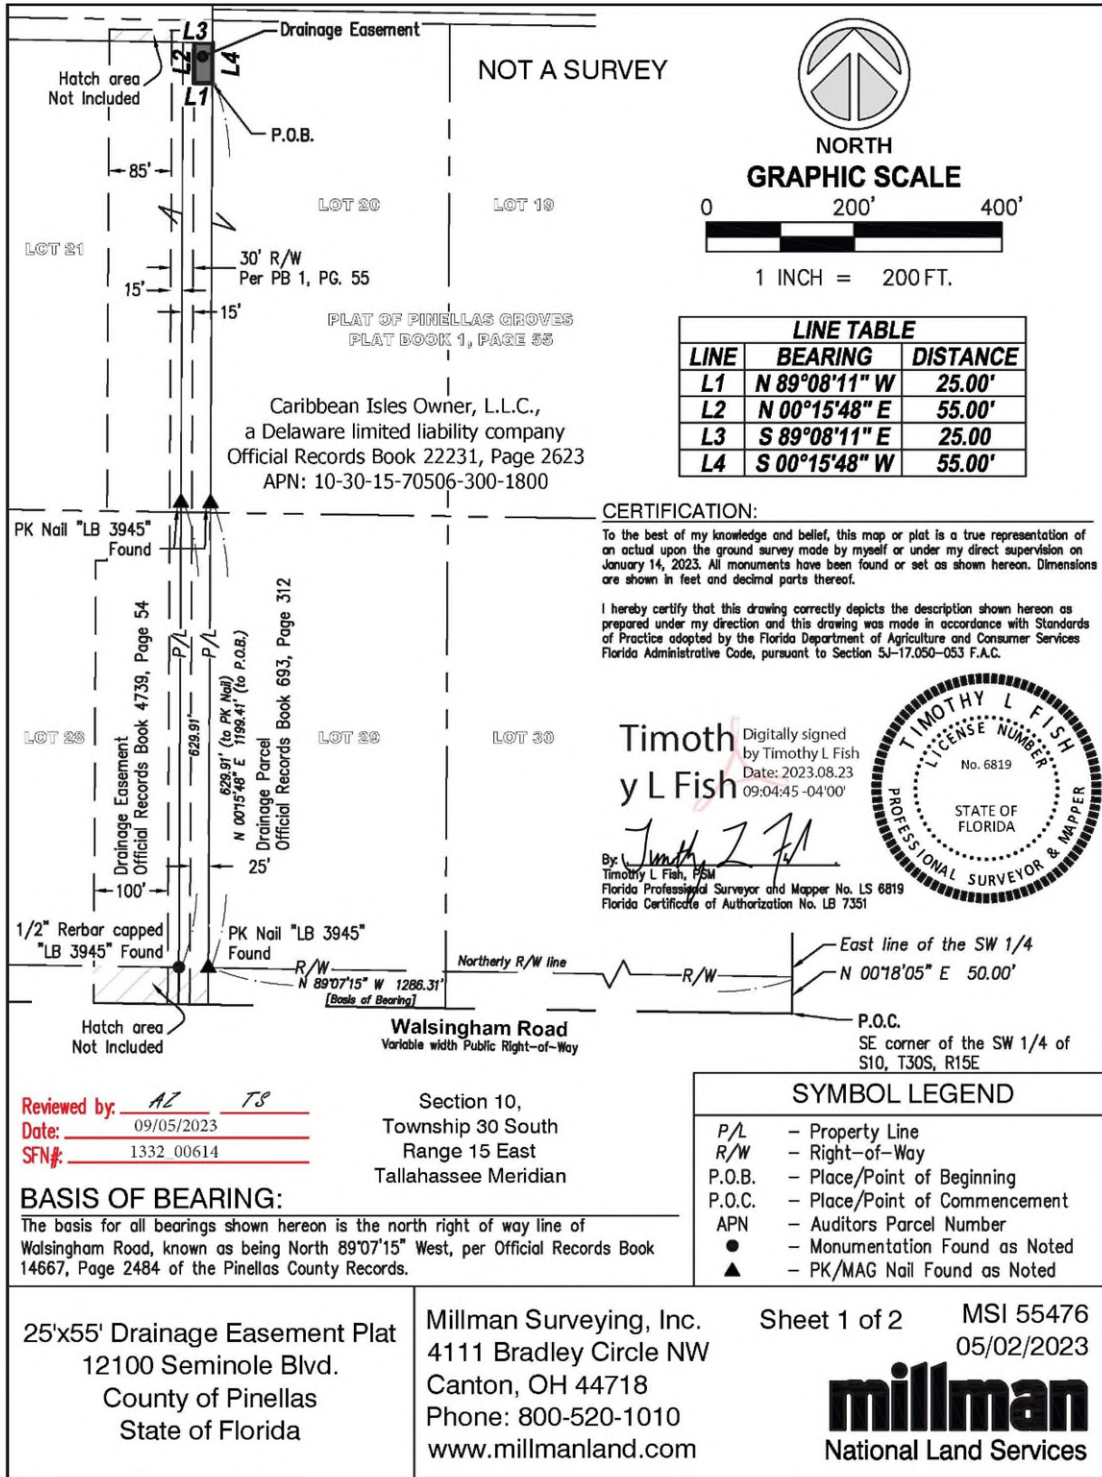 L3
Drainage Easement
L2
L4
Hatch area
Not Included
L1
P.O.B.
NOT A SURVEY
NORTH
GRAPHIC SCALE
0 200' 400'
1 INCH = 200 FT.
85'
LOT 20
LOT 19
LOT 21
30' R/W
Per PB 1, PG. 55
15'
15'
PLAT OF PINELLAS GROVES
PLAT BOOK 1, PAGE 55
LINE TABLE
LINE BEARING DISTANCE
L1 N 89°08'11" W 25.00'
L2 N 00°15'48" E 55.00'
L3 S 89°08'11" E 25.00
L4 S 00°15'48" W 55.00'
Caribbean Isles Owner, L.L.C.,
a Delaware limited liability company
Official Records Book 22231, Page 2623
APN: 10-30-15-70506-300-1800
PK Nail "LB 3945"
Found
CERTIFICATION:
To the best of my knowledge and belief, this map or plat is a true representation of
an actual upon the ground survey made by myself or under my direct supervision on
January 14, 2023. All monuments have been found or set as shown hereon. Dimensions
are shown in feet and decimal parts thereof.
I hereby certify that this drawing correctly depicts the description shown hereon as
prepared under my direction and this drawing was made in accordance with Standards
of Practice adopted by the Florida Department of Agriculture and Consumer Services
Florida Administrative Code, pursuant to Section 5J-17.050-053 F.A.C.
Drainage Easement
Official Records Book 4739, Page 54
P/L
629.91'
P/L
629.91' (to PK Nail)
N 00°15'48" E 1199.41' (to P.O.B.)
Drainage Parcel
Official Records Book 693, Page 312
LOT 28
LOT 29
LOT 30
25'
100'
Timoth
y L Fish
Digitally signed
by Timothy L Fish
Date: 2023.08.23
09:04:45 -04'00'
By: Timothy L Fish
Timothy L Fish, PSM
Florida Professional Surveyor and Mapper No. LS 6819
Florida Certificate of Authorization No. LB 7351
TIMOTHY L FISH
LICENSE NUMBER
No. 6819
STATE OF
FLORIDA
PROFESSIONAL SURVEYOR & MAPPER
1/2" Rebar capped
"LB 3945" Found
PK Nail "LB 3945"
Found
R/W
N 89°07'15" W 1286.31'
[Basis of Bearing]
Northerly R/W line
R/W
East line of the SW 1/4
N 00°18'05" E 50.00'
P.O.C.
SE corner of the SW 1/4 of
S10, T30S, R15E
Hatch area
Not Included
Walsingham Road
Variable width Public Right-of-Way
Reviewed by: AZ TS
Date: 09/05/2023
SFN#: 1332_00614
Section 10,
Township 30 South
Range 15 East
Tallahassee Meridian
SYMBOL LEGEND
P/L – Property Line
R/W – Right-of-Way
P.O.B. – Place/Point of Beginning
P.O.C. – Place/Point of Commencement
APN – Auditors Parcel Number
● – Monumentation Found as Noted
▲ – PK/MAG Nail Found as Noted
BASIS OF BEARING:
The basis for all bearings shown hereon is the north right of way line of
Walsingham Road, known as being North 89°07'15" West, per Official Records Book
14667, Page 2484 of the Pinellas County Records.
25'x55' Drainage Easement Plat
12100 Seminole Blvd.
County of Pinellas
State of Florida
Millman Surveying, Inc.
4111 Bradley Circle NW
Canton, OH 44718
Phone: 800-520-1010
www.millmanland.com
Sheet 1 of 2
MSI 55476
05/02/2023
millman
National Land Services